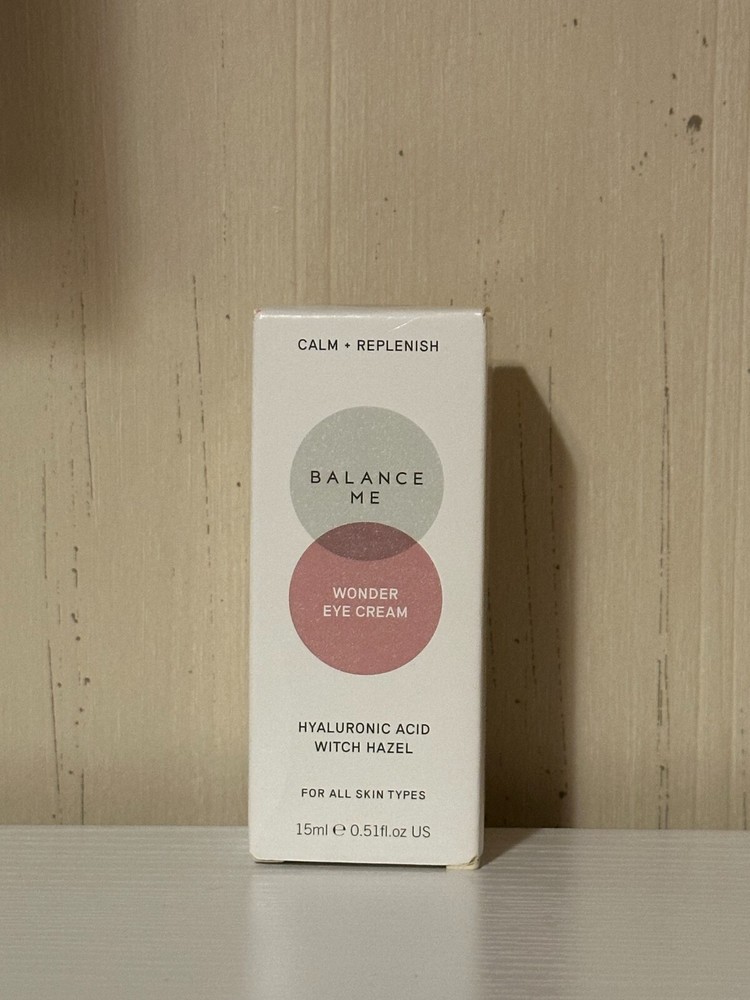 CALM + REPLENISH
BALANCE
ME
WONDER
EYE CREAM
HYALURONIC ACID
WITCH HAZEL
FOR ALL SKIN TYPES
15ml ℮ 0.51fl.oz US